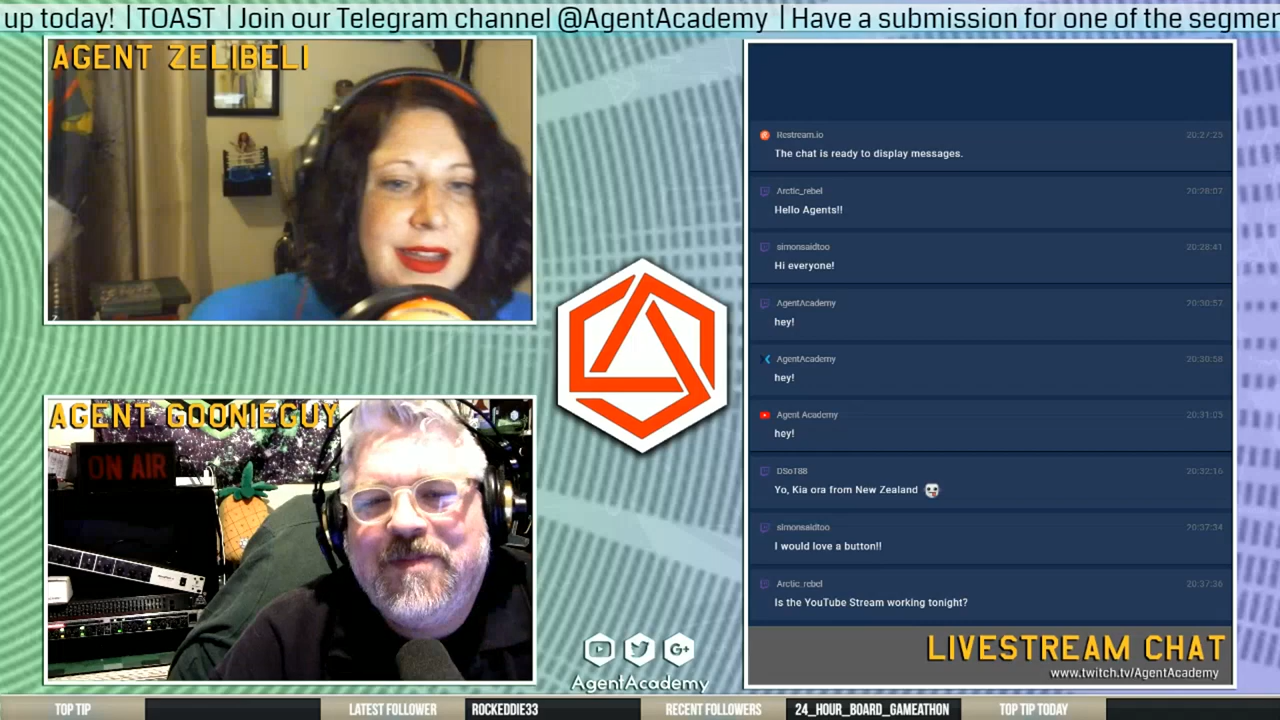 up today! | TOAST | Join our Telegram channel @AgentAcademy | Have a submission for one of the segmen
AGENT ZELIBELI
AGENT GOONIEGUY
ON AIR
Restream.io 20:27:25
The chat is ready to display messages.
Arctic_rebel 20:28:07
Hello Agents!!
simonsaidtoo 20:28:41
Hi everyone!
AgentAcademy 20:30:57
hey!
AgentAcademy 20:30:58
hey!
Agent Academy 20:31:05
hey!
DSoT88 20:32:16
Yo, Kia ora from New Zealand
simonsaidtoo 20:37:34
I would love a button!!
Arctic_rebel 20:37:36
Is the YouTube Stream working tonight?
LIVESTREAM CHAT
www.twitch.tv/AgentAcademy
G+
AgentAcademy
TOP TIP
LATEST FOLLOWER ROCKEDDIE33
RECENT FOLLOWERS 24_HOUR_BOARD_GAMEATHON
TOP TIP TODAY